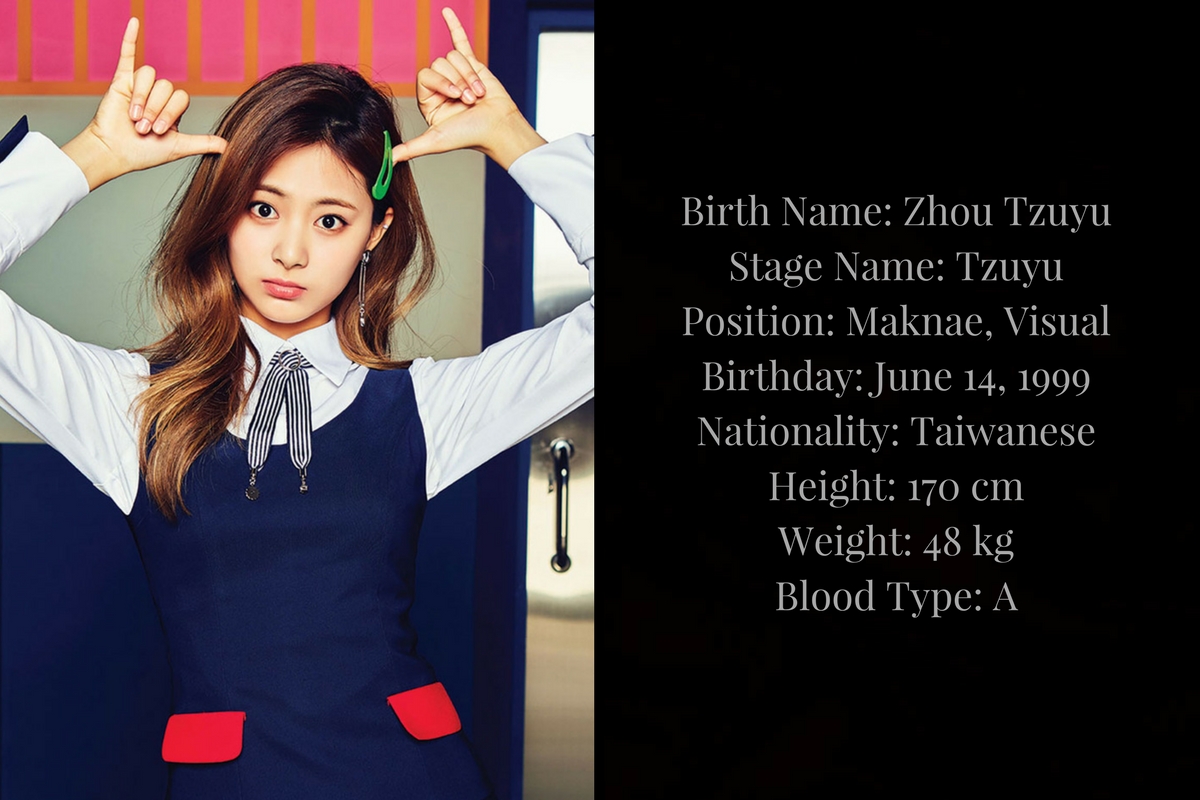 Birth Name: Zhou Tzuyu
Stage Name: Tzuyu
Position: Maknae, Visual
Birthday: June 14, 1999
Nationality: Taiwanese
Height: 170 cm
Weight: 48 kg
Blood Type: A